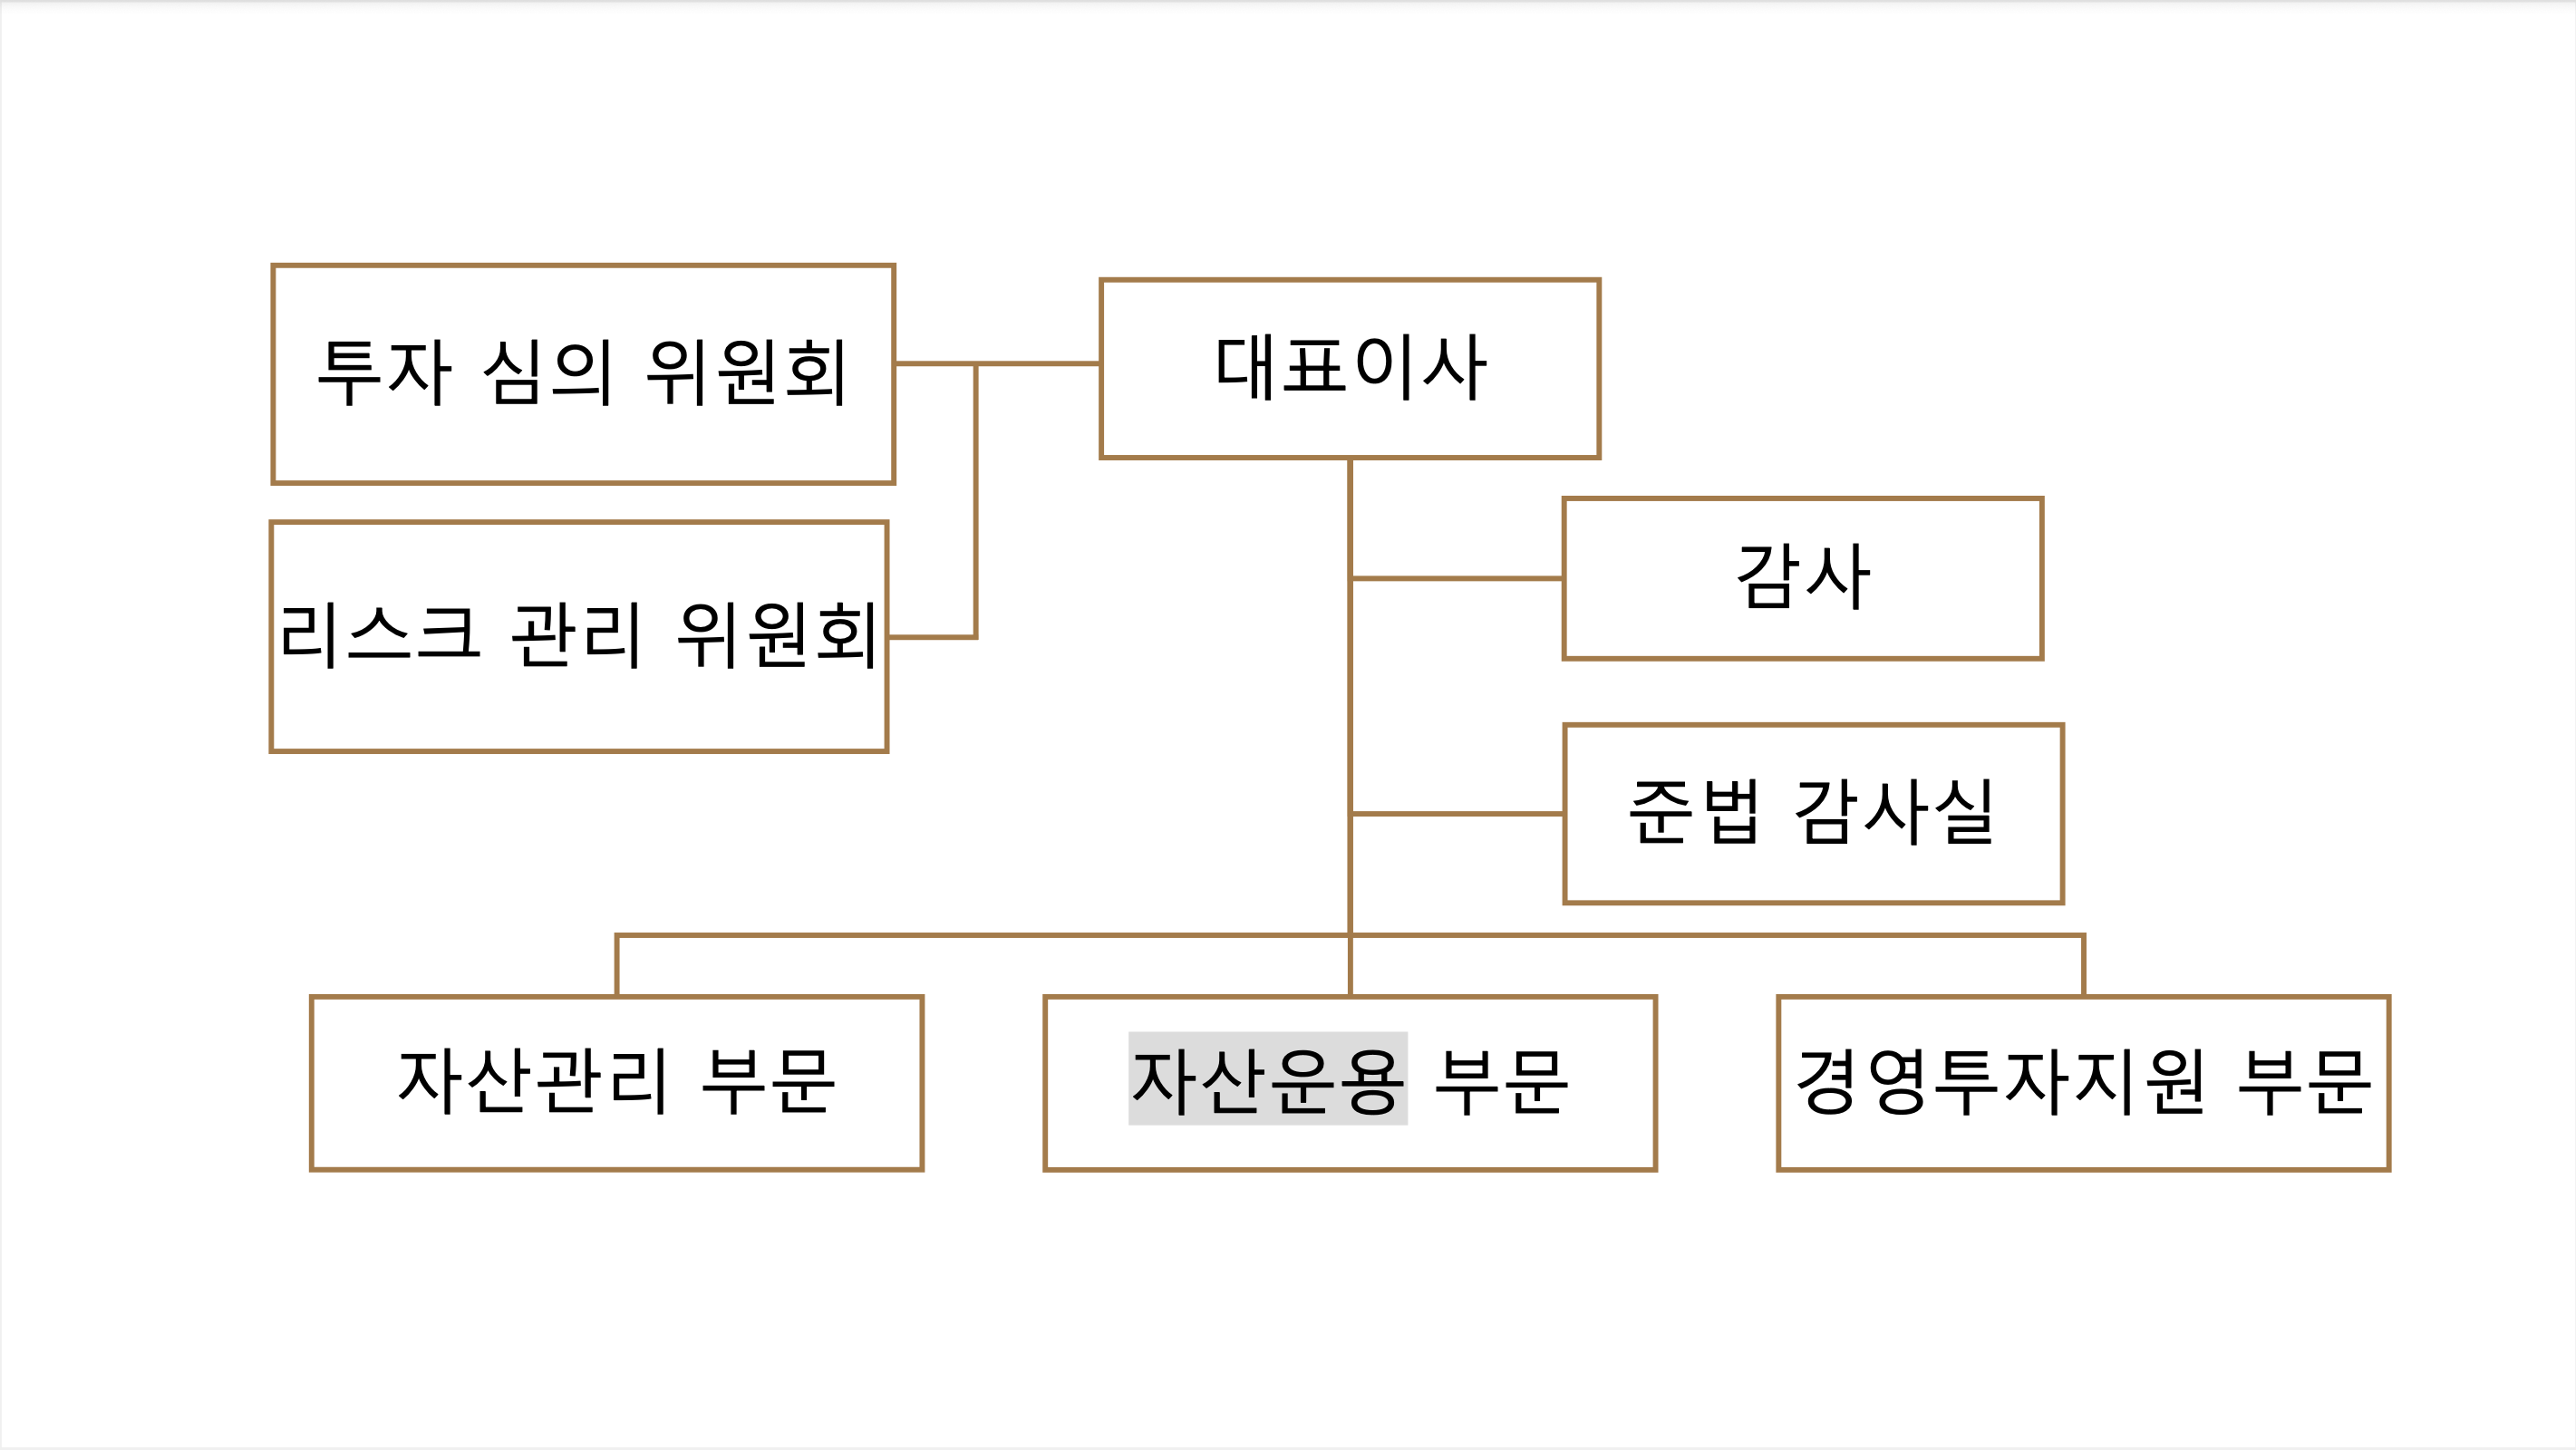 투자 심의 위원회
대표이사
감사
리스크 관리 위원회
준법 감사실
자산관리 부문
자산운용 부문
경영투자지원 부문